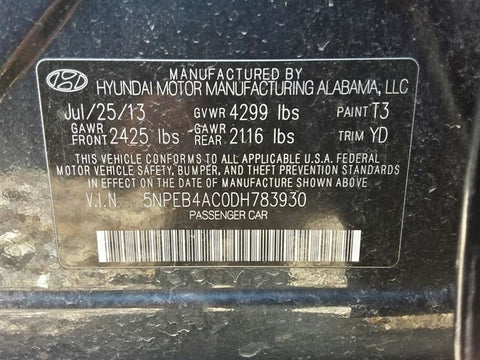 MANUFACTURED BY
HYUNDAI MOTOR MANUFACTURING ALABAMA, LLC
Jul/25/13 GVWR 4299 lbs PAINT T3
GAWR FRONT 2425 lbs GAWR REAR 2116 lbs TRIM YD
THIS VEHICLE CONFORMS TO ALL APPLICABLE U.S.A. FEDERAL
MOTOR VEHICLE SAFETY, BUMPER, AND THEFT PREVENTION STANDARDS
IN EFFECT ON THE DATE OF MANUFACTURE SHOWN ABOVE.
V.I.N 5NPEB4AC0DH783930
PASSENGER CAR